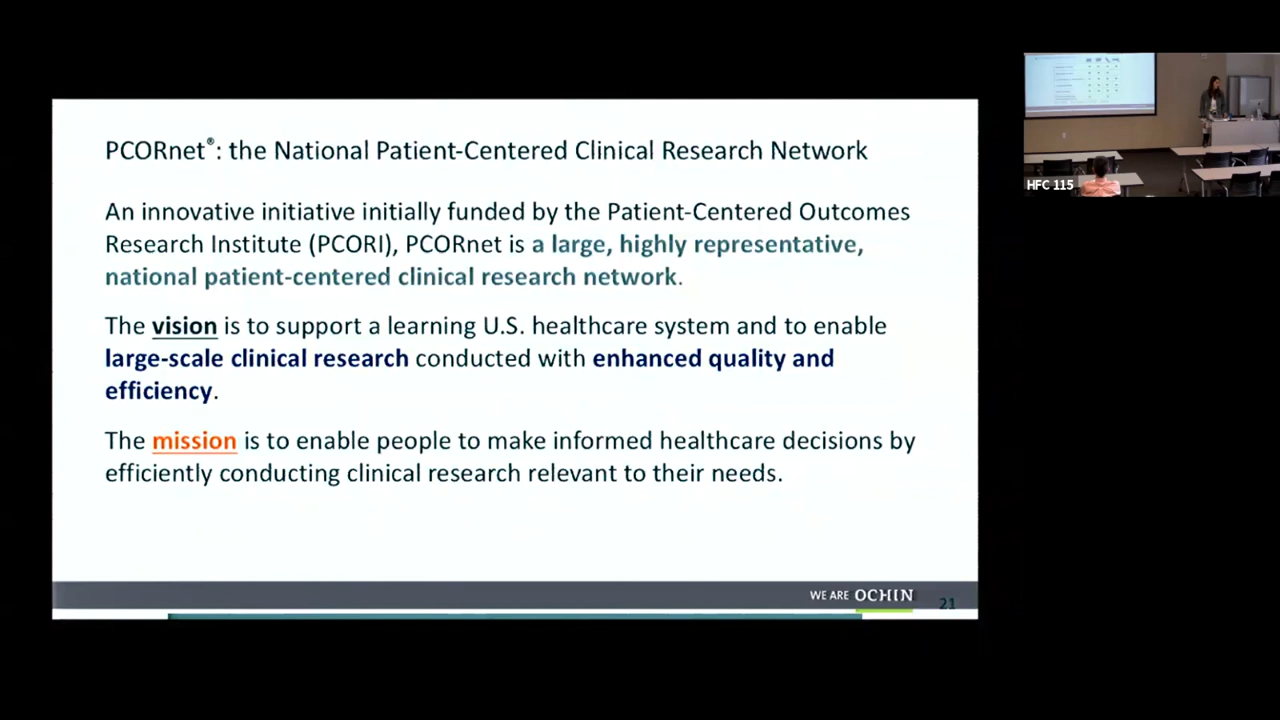 PCORnet®: the National Patient-Centered Clinical Research Network
An innovative initiative initially funded by the Patient-Centered Outcomes
Research Institute (PCORI), PCORnet is a large, highly representative,
national patient-centered clinical research network.
The vision is to support a learning U.S. healthcare system and to enable
large-scale clinical research conducted with enhanced quality and
efficiency.
The mission is to enable people to make informed healthcare decisions by
efficiently conducting clinical research relevant to their needs.
WE ARE OCHIN
21
HFC 115